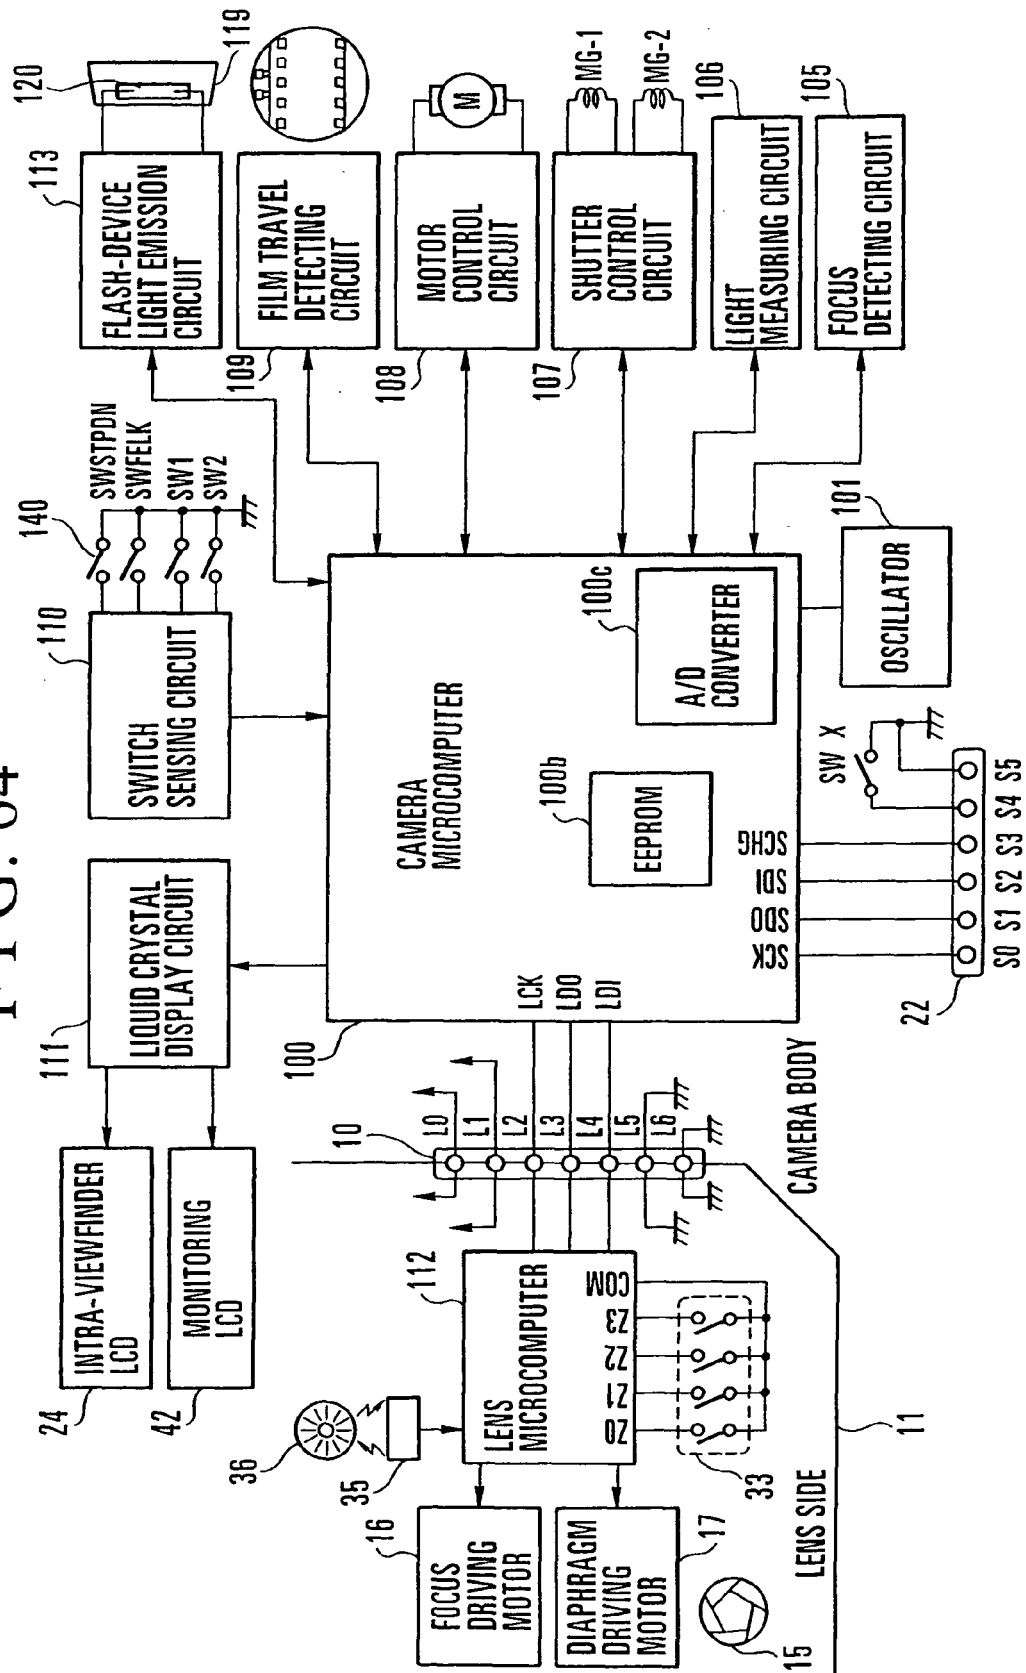 FIG. 64
24
INTRA-VIEWFINDER
LCD
42
MONITORING
LCD
111
LIQUID CRYSTAL
DISPLAY CIRCUIT
110
SWITCH
SENSING CIRCUIT
140
SWSTPDN
SWFELK
SW1
SW2
113
FLASH-DEVICE
LIGHT EMISSION
CIRCUIT
120
119
109
FILM TRAVEL
DETECTING
CIRCUIT
108
MOTOR
CONTROL
CIRCUIT
M
107
SHUTTER
CONTROL
CIRCUIT
MG-1
MG-2
LIGHT
MEASURING CIRCUIT
106
FOCUS
DETECTING CIRCUIT
105
100
CAMERA
MICROCOMPUTER
100b
EEPROM
100c
A/D
CONVERTER
101
OSCILLATOR
LCK
LDO
LDI
SCK
SDO
SDI
SCHG
SW X
22
S0
S1
S2
S3
S4
S5
10
L0
L1
L2
L3
L4
L5
L6
CAMERA BODY
112
LENS
MICROCOMPUTER
Z0
Z1
Z2
Z3
COM
33
36
35
16
FOCUS
DRIVING
MOTOR
17
DIAPHRAGM
DRIVING
MOTOR
15
LENS SIDE
11